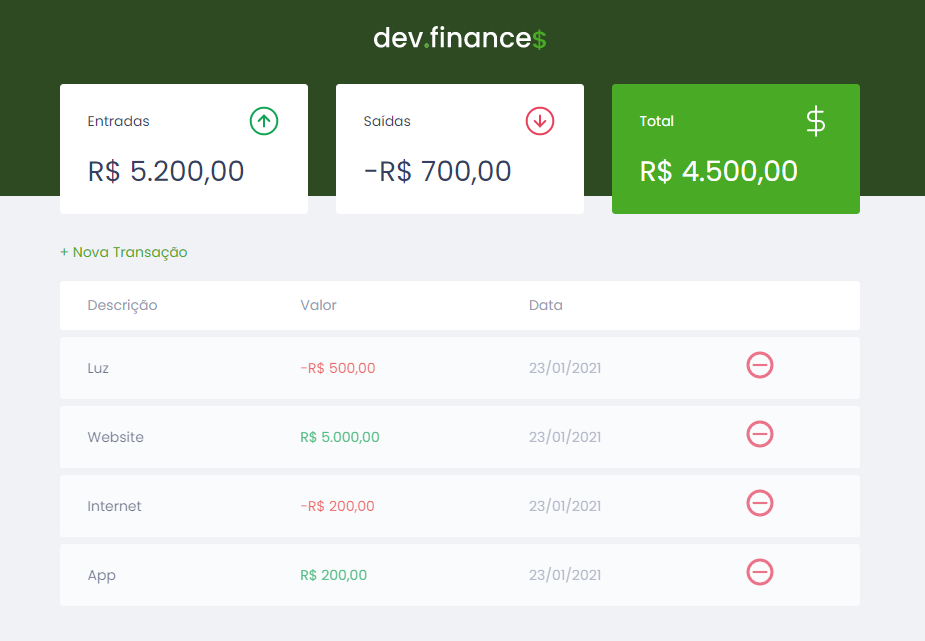 dev.finance$
Entradas
R$ 5.200,00
Saídas
-R$ 700,00
Total
$
R$ 4.500,00
+ Nova Transação
Descrição Valor Data
Luz -R$ 500,00 23/01/2021
Website R$ 5.000,00 23/01/2021
Internet -R$ 200,00 23/01/2021
App R$ 200,00 23/01/2021